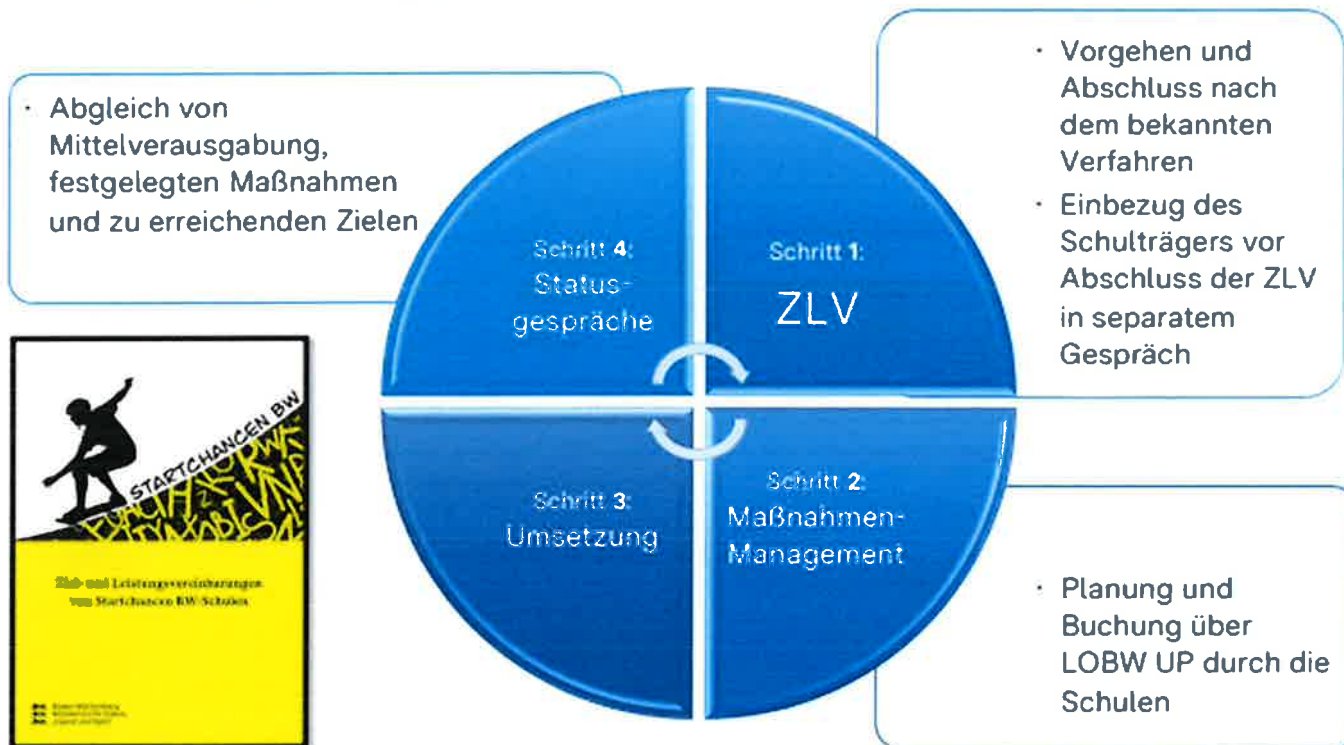 · Abgleich von
Mittelverausgabung,
festgelegten Maßnahmen
und zu erreichenden Zielen
· Vorgehen und
Abschluss nach
dem bekannten
Verfahren
· Einbezug des
Schulträgers vor
Abschluss der ZLV
in separatem
Gespräch
Schritt 4:
Status-
gespräche
Schritt 1:
ZLV
Schritt 3:
Umsetzung
Schritt 2:
Maßnahmen-
Management
· Planung und
Buchung über
LOBW UP durch die
Schulen
STARTCHANCEN BW
Ziel- und Leistungsvereinbarungen
von Startchancen BW-Schulen